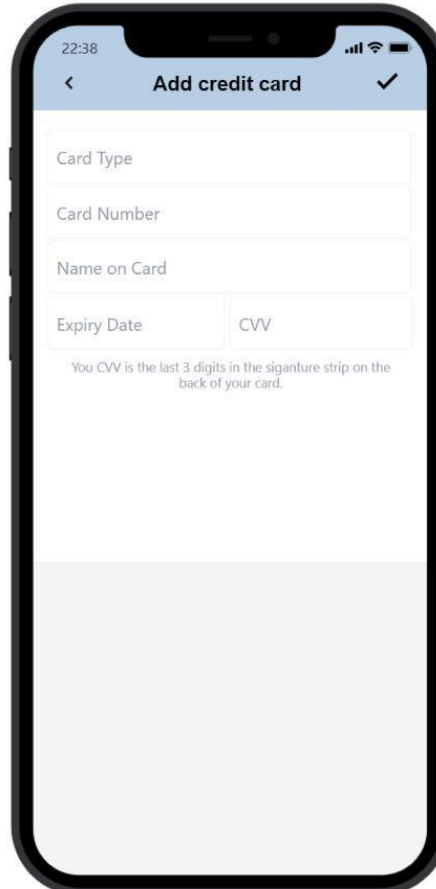 22:38
Add credit card
Card Type
Card Number
Name on Card
Expiry Date CVV
You CVV is the last 3 digits in the siganture strip on the
back of your card.